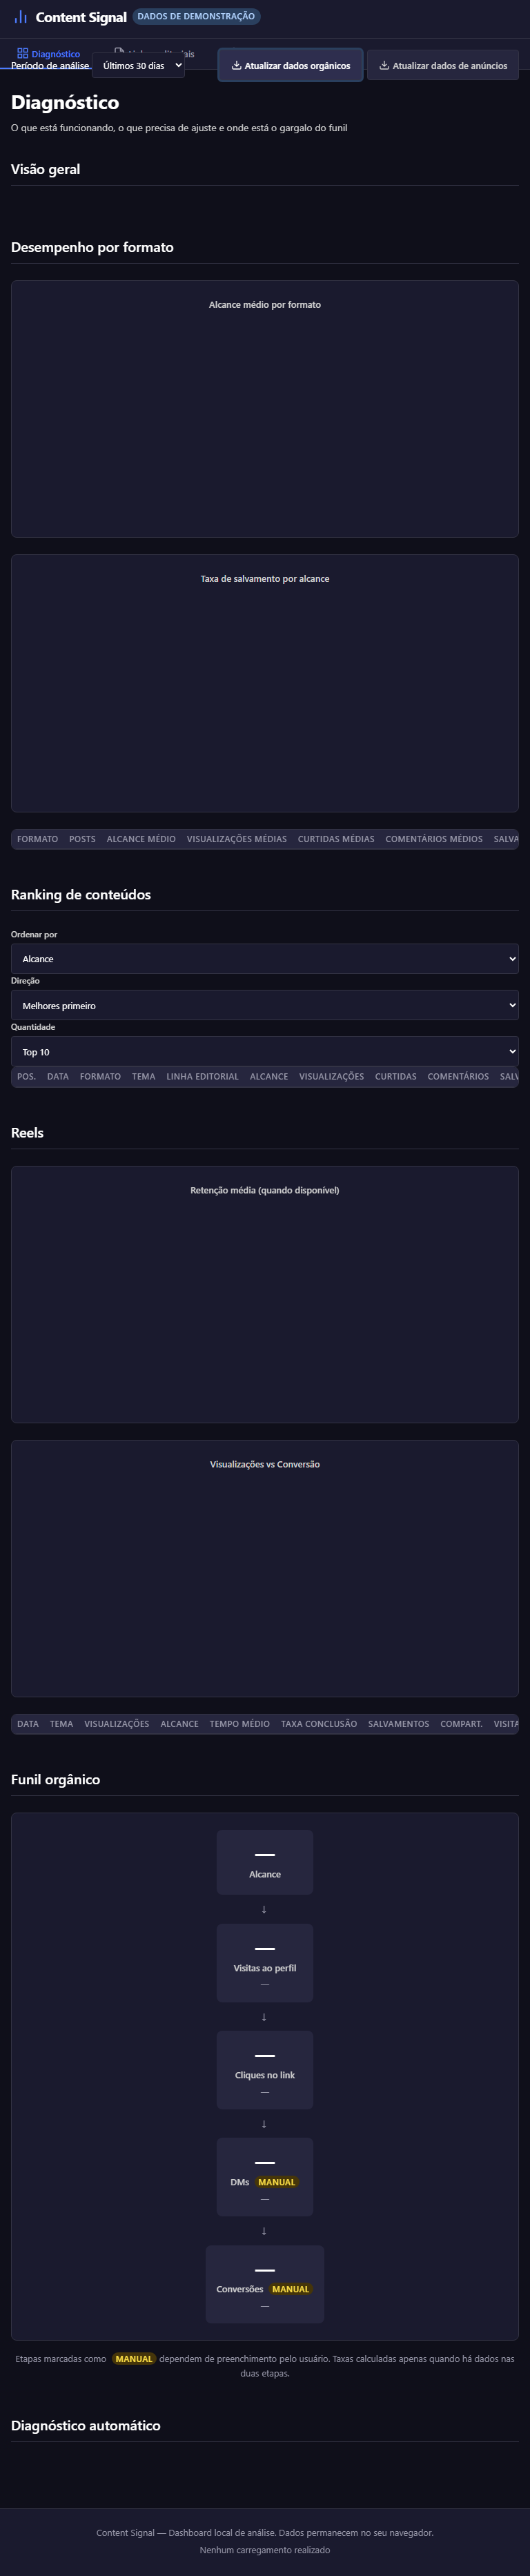 Content Signal DADOS DE DEMONSTRAÇÃO
Diagnóstico
Período de análise Últimos 30 dias Atualizar dados orgânicos Atualizar dados de anúncios
Diagnóstico
O que está funcionando, o que precisa de ajuste e onde está o gargalo do funil
Visão geral
Desempenho por formato
Alcance médio por formato
Taxa de salvamento por alcance
FORMATO POSTS ALCANCE MÉDIO VISUALIZAÇÕES MÉDIAS CURTIDAS MÉDIAS COMENTÁRIOS MÉDIOS SALVA
Ranking de conteúdos
Ordenar por
Alcance
Direção
Melhores primeiro
Quantidade
Top 10
POS. DATA FORMATO TEMA LINHA EDITORIAL ALCANCE VISUALIZAÇÕES CURTIDAS COMENTÁRIOS SALV
Reels
Retenção média (quando disponível)
Visualizações vs Conversão
DATA TEMA VISUALIZAÇÕES ALCANCE TEMPO MÉDIO TAXA CONCLUSÃO SALVAMENTOS COMPART. VISITA
Funil orgânico
—
Alcance
↓
—
Visitas ao perfil
—
↓
—
Cliques no link
—
↓
—
DMs MANUAL
—
↓
—
Conversões MANUAL
—
Etapas marcadas como MANUAL dependem de preenchimento pelo usuário. Taxas calculadas apenas quando há dados nas
duas etapas.
Diagnóstico automático
Content Signal — Dashboard local de análise. Dados permanecem no seu navegador.
Nenhum carregamento realizado